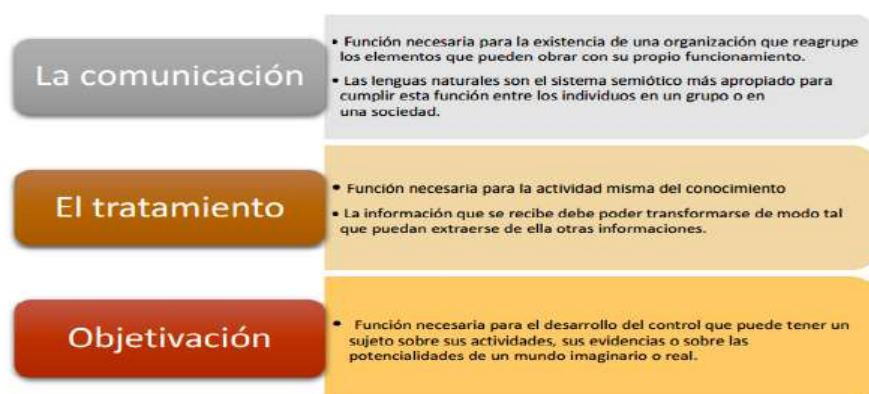 La comunicación
• Función necesaria para la existencia de una organización que reagrupe
los elementos que pueden obrar con su propio funcionamiento.
• Las lenguas naturales son el sistema semiótico más apropiado para
cumplir esta función entre los individuos en un grupo o en
una sociedad.
El tratamiento
• Función necesaria para la actividad misma del conocimiento
• La información que se recibe debe poder transformarse de modo tal
que puedan extraerse de ella otras informaciones.
Objetivación
• Función necesaria para el desarrollo del control que puede tener un
sujeto sobre sus actividades, sus evidencias o sobre las
potencialidades de un mundo imaginario o real.